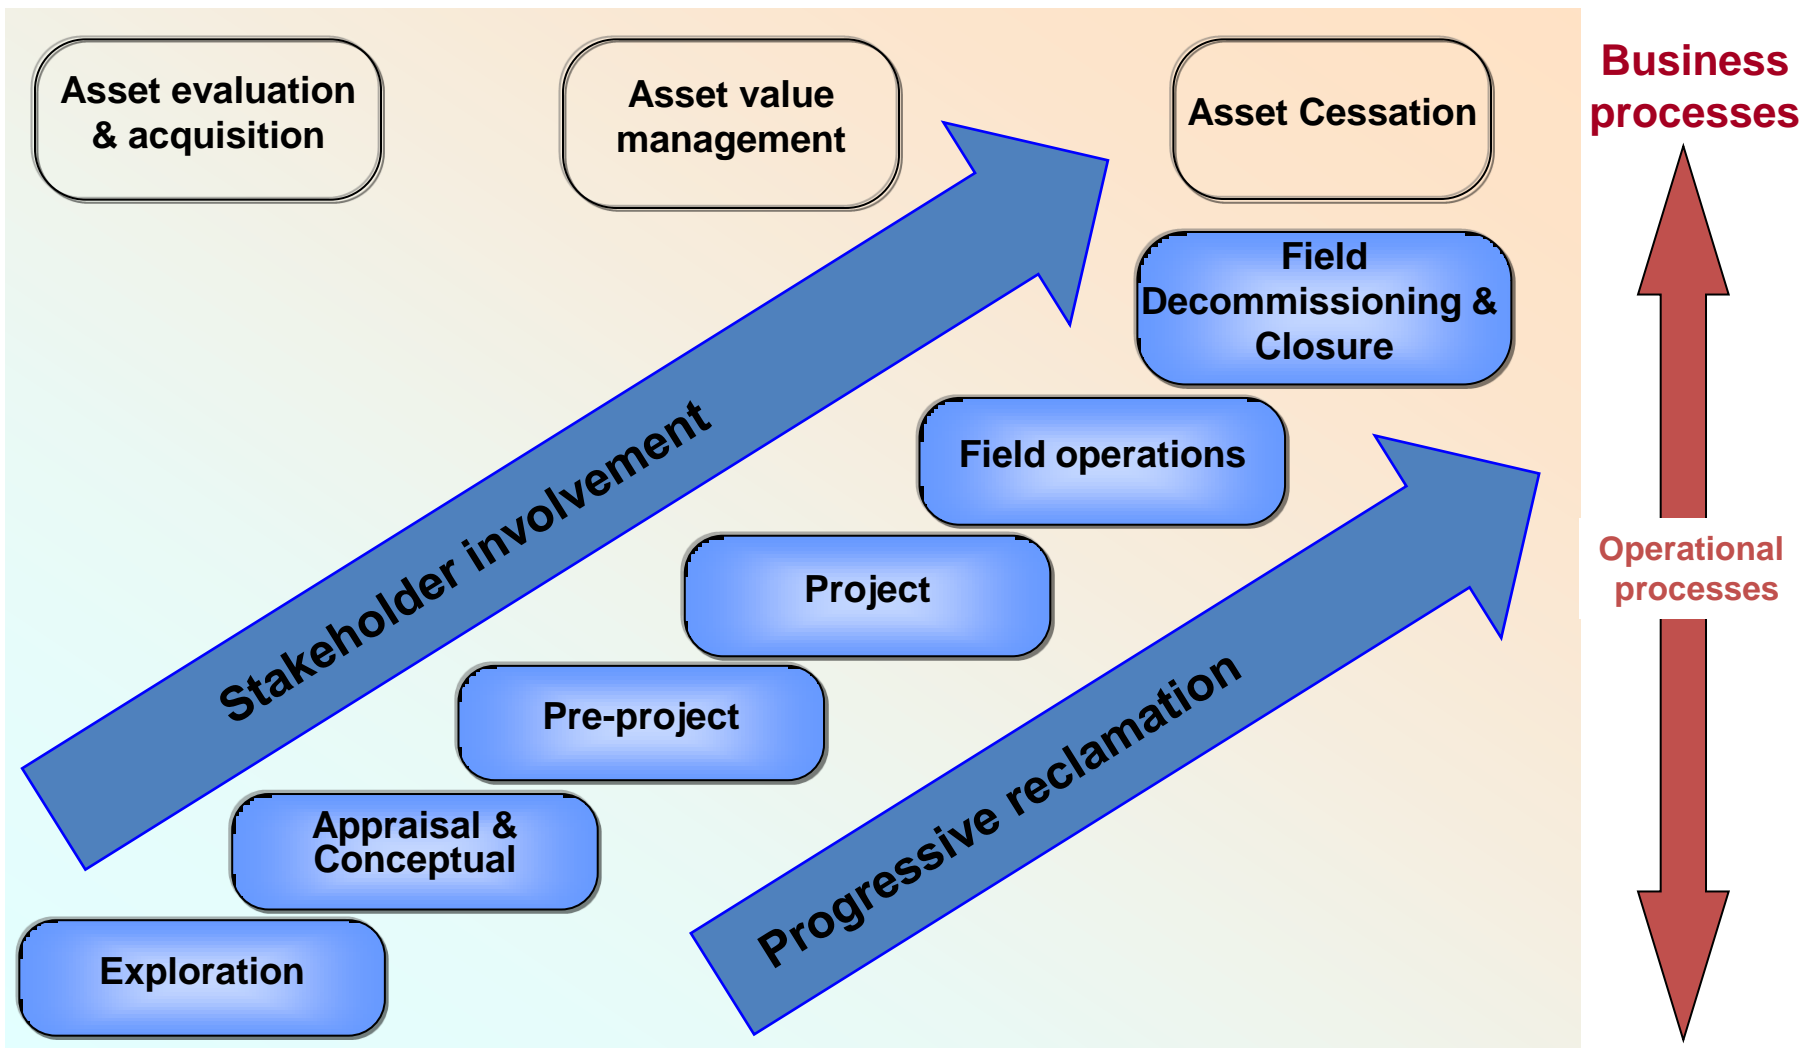 Asset evaluation
& acquisition
Asset value
management
Asset Cessation
Business
processes
Field
Decommissioning &
Closure
Field operations
Stakeholder involvement
Operational
processes
Project
Pre-project
Progressive reclamation
Appraisal &
Conceptual
Exploration